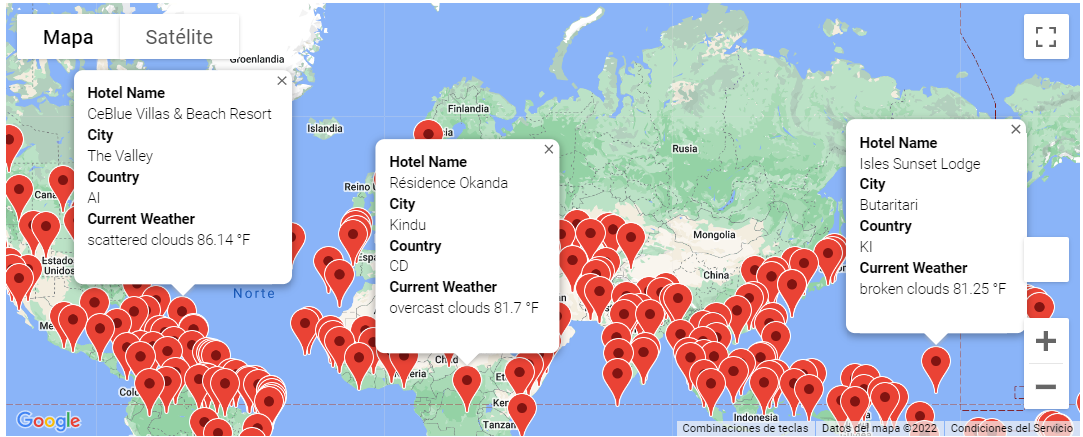 Mapa
Satélite
Groenlandia
Islandia
Finlandia
Rusia
Reino
Mongolia
China
Estado
Unidos
Norte
Chad
Tanzan
Indonesia
Hotel Name
CeBlue Villas & Beach Resort
City
The Valley
Country
AI
Current Weather
scattered clouds 86.14 °F
Hotel Name
Résidence Okanda
City
Kindu
Country
CD
Current Weather
overcast clouds 81.7 °F
Hotel Name
Isles Sunset Lodge
City
Butaritari
Country
KI
Current Weather
broken clouds 81.25 °F
Google
Combinaciones de teclas
Datos del mapa ©2022
Condiciones del Servicio